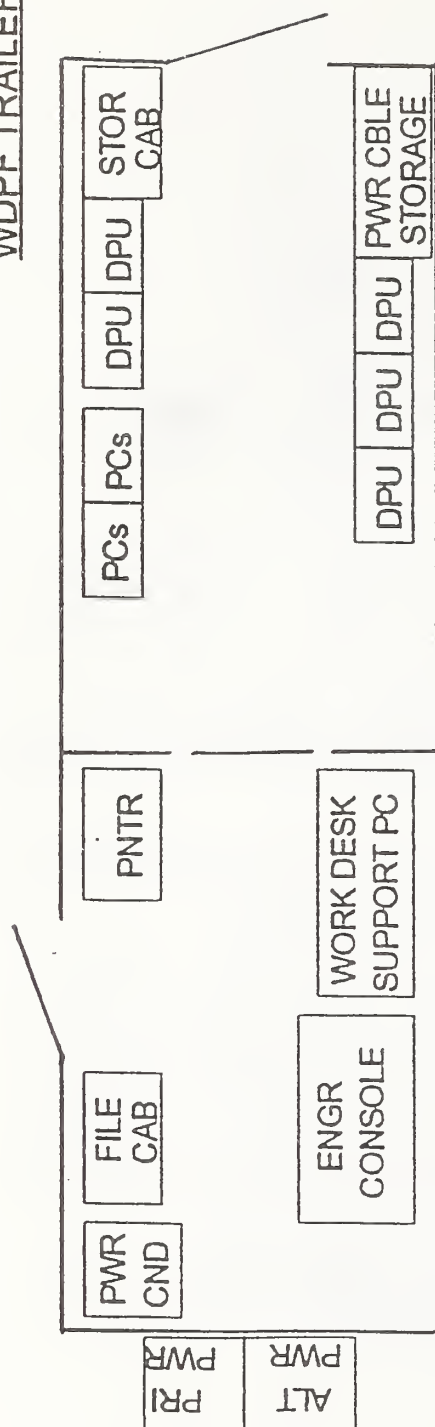 WDPF TRAILER
STOR
CAB
DPU
DPU
PCs
PCs
PWR CBLE
STORAGE
DPU
DPU
DPU
PNTR
WORK DESK
SUPPORT PC
FILE
CAB
ENGR
CONSOLE
PWR
CND
PRI
PWR
ALT
PWR